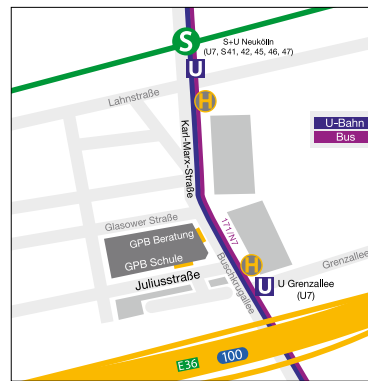 S
S+U Neukölln
(U7, S41, 42, 45, 46, 47)
U
H
Lahnstraße
Karl-Marx-Straße
U-Bahn
Bus
Glasower Straße
171/N7
GPB Beratung
GPB Schule
H
Grenzallee
Juliusstraße
Buschkrugallee
U
U Grenzallee
(U7)
E36
100